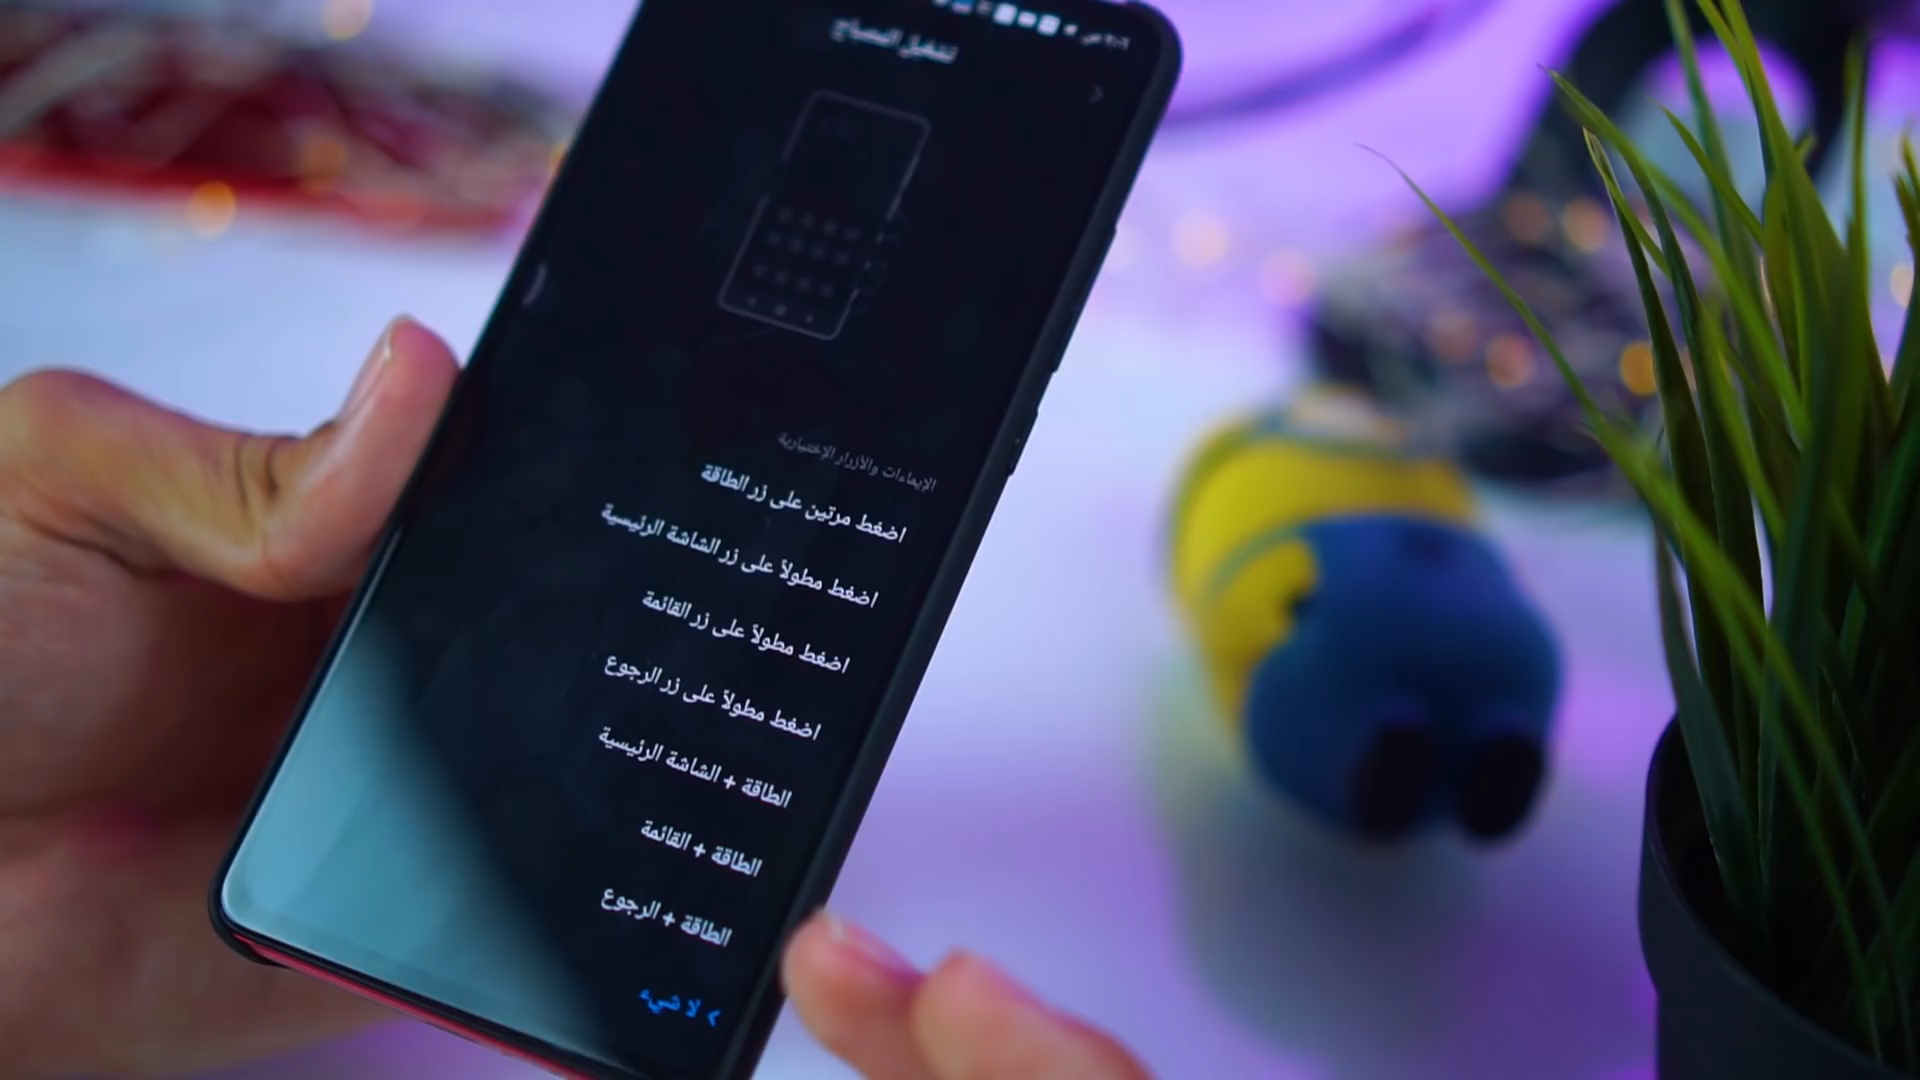 تشغيل المصباح
الإيماءات والأزرار الإختيارية
اضغط مرتين على زر الطاقة
اضغط مطولاً على زر الشاشة الرئيسية
اضغط مطولاً على زر القائمة
اضغط مطولاً على زر الرجوع
الطاقة + الشاشة الرئيسية
الطاقة + القائمة
الطاقة + الرجوع
لا شيء